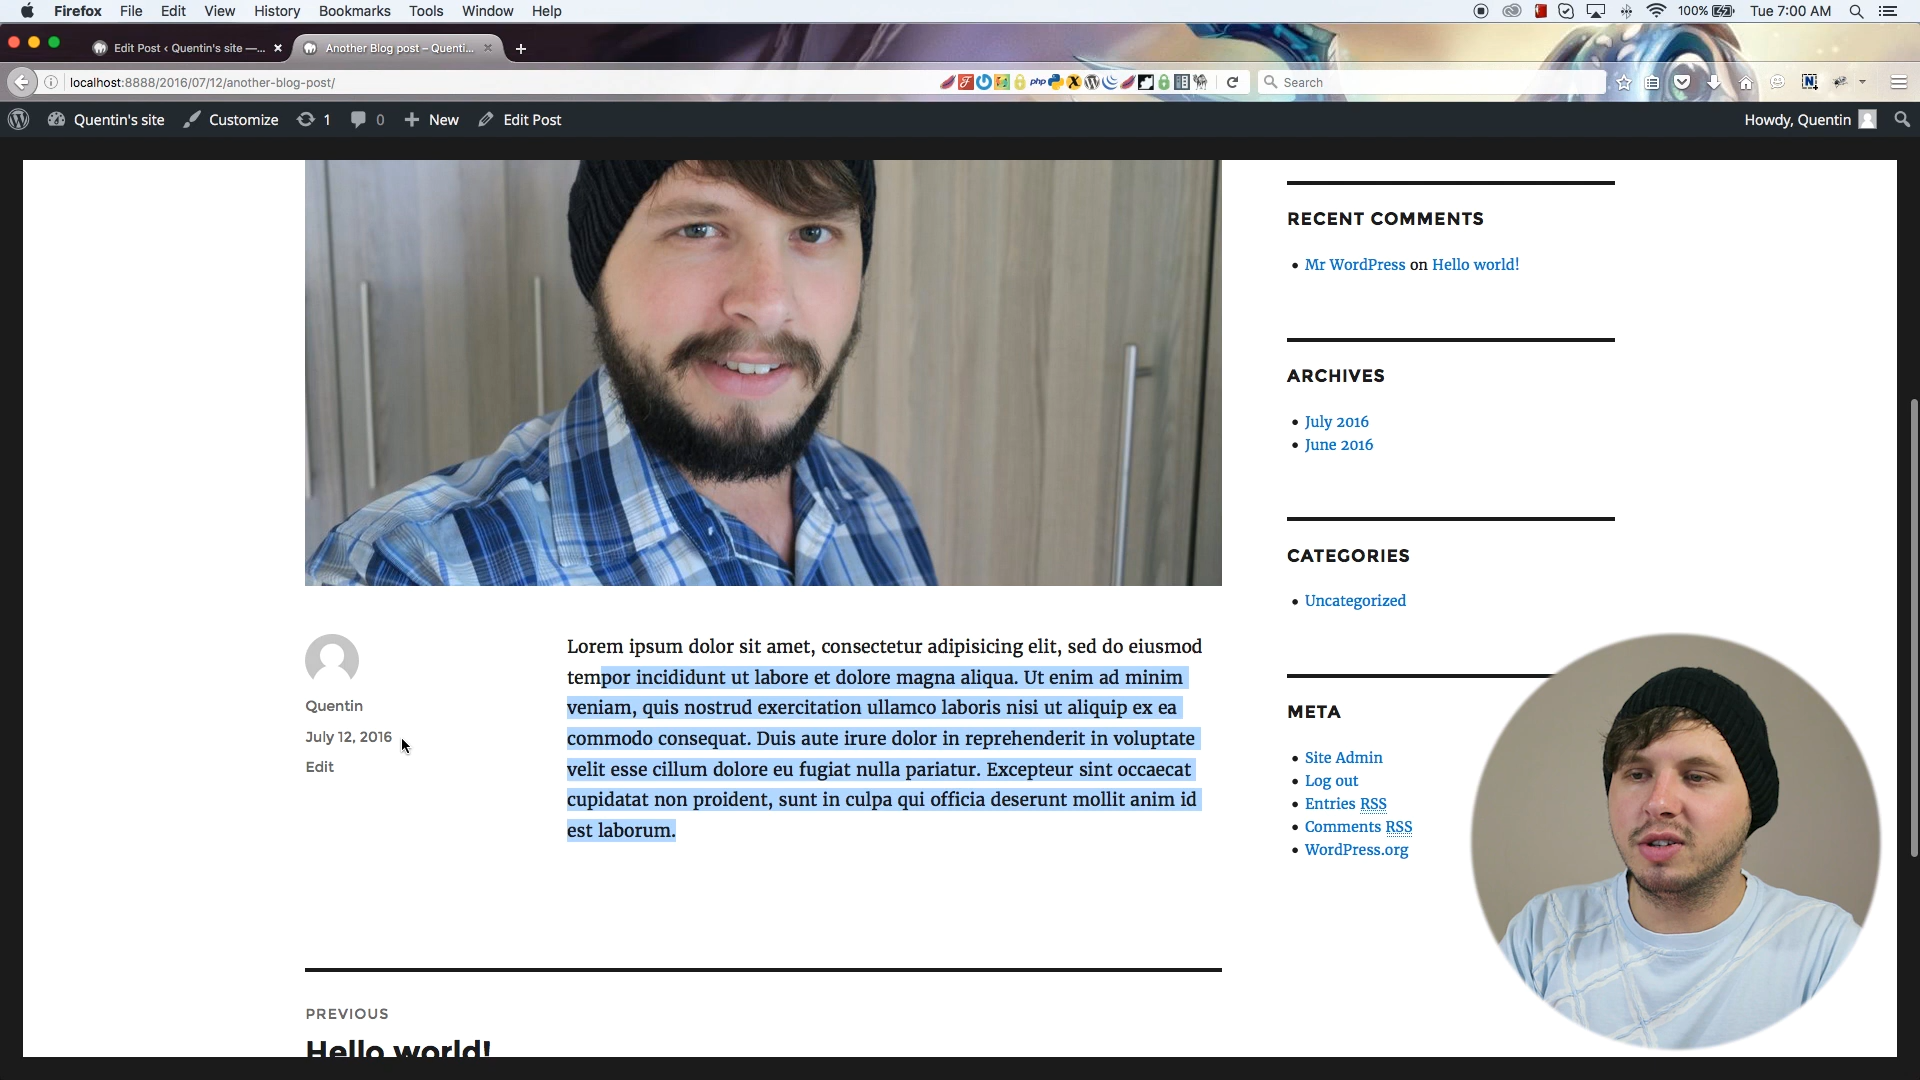 Firefox File Edit View History Bookmarks Tools Window Help 100% Tue 7:00 AM
Edit Post ‹ Quentin's site —... Another Blog post – Quenti...
localhost:8888/2016/07/12/another-blog-post/ php Search
Quentin's site Customize 1 0 New Edit Post Howdy, Quentin
RECENT COMMENTS
Mr WordPress on Hello world!
ARCHIVES
July 2016
June 2016
CATEGORIES
Uncategorized
META
Site Admin
Log out
Entries RSS
Comments RSS
WordPress.org
Quentin
July 12, 2016
Edit
Lorem ipsum dolor sit amet, consectetur adipisicing elit, sed do eiusmod
tempor incididunt ut labore et dolore magna aliqua. Ut enim ad minim
veniam, quis nostrud exercitation ullamco laboris nisi ut aliquip ex ea
commodo consequat. Duis aute irure dolor in reprehenderit in voluptate
velit esse cillum dolore eu fugiat nulla pariatur. Excepteur sint occaecat
cupidatat non proident, sunt in culpa qui officia deserunt mollit anim id
est laborum.
PREVIOUS
Hello world!